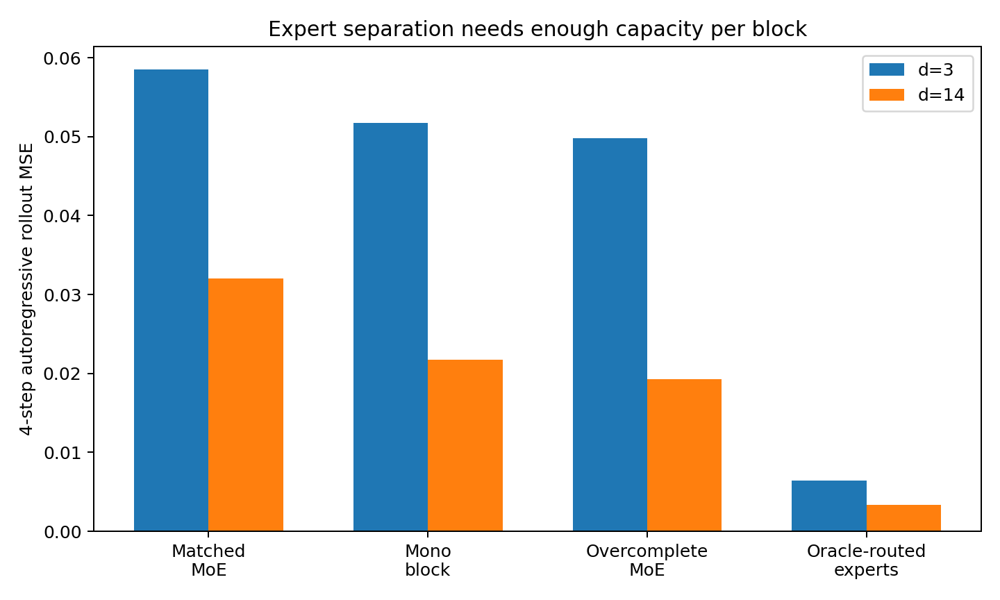 Expert separation needs enough capacity per block
d=3
d=14
4-step autoregressive rollout MSE
0.06
0.05
0.04
0.03
0.02
0.01
0.00
Matched
MoE
Mono
block
Overcomplete
MoE
Oracle-routed
experts